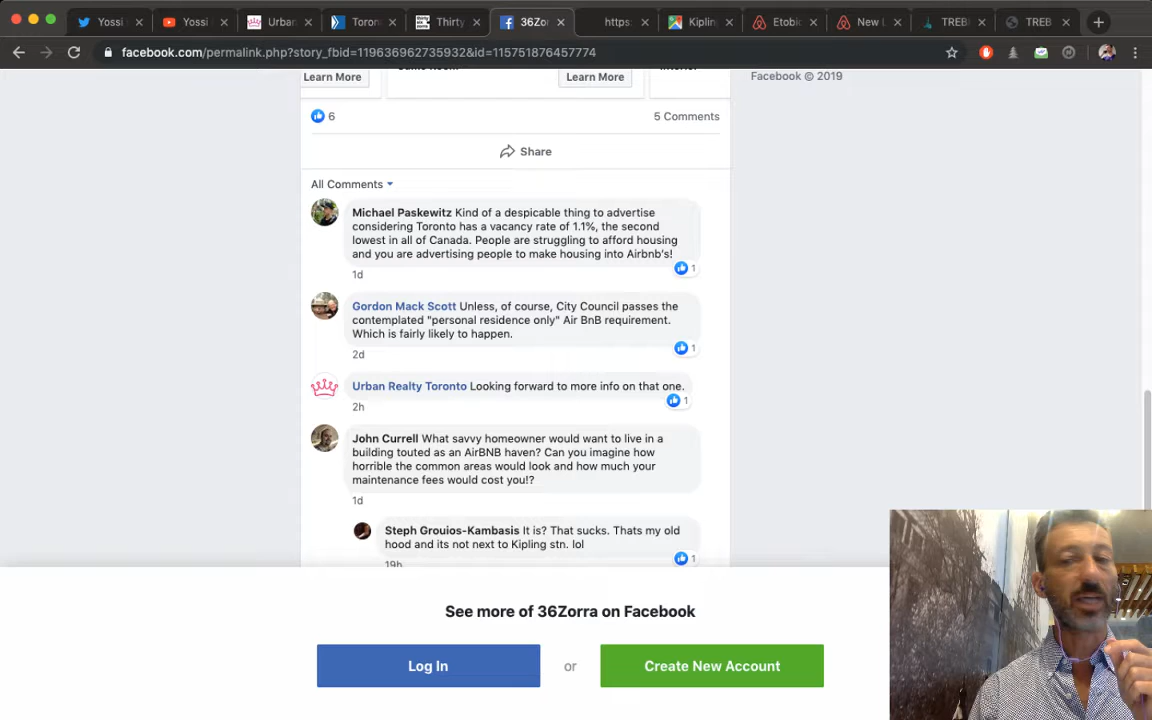 Yossi
Yossi
Urban
Toron
Thirty
36Zor
https:
Kiplin
Etobic
New L
TREB
TREB
facebook.com/permalink.php?story_fbid=119636962735932&id=115751876457774
Learn More
Learn More
Facebook © 2019
6
5 Comments
Share
All Comments
Michael Paskewitz Kind of a despicable thing to advertise
considering Toronto has a vacancy rate of 1.1%, the second
lowest in all of Canada. People are struggling to afford housing
and you are advertising people to make housing into Airbnb's!
1
1d
Gordon Mack Scott Unless, of course, City Council passes the
contemplated "personal residence only" Air BnB requirement.
Which is fairly likely to happen.
1
2d
Urban Realty Toronto Looking forward to more info on that one.
1
2h
John Currell What savvy homeowner would want to live in a
building touted as an AirBNB haven? Can you imagine how
horrible the common areas would look and how much your
maintenance fees would cost you!?
1d
Steph Grouios-Kambasis It is? That sucks. Thats my old
hood and its not next to Kipling stn. lol
1
19h
See more of 36Zorra on Facebook
Log In
or
Create New Account